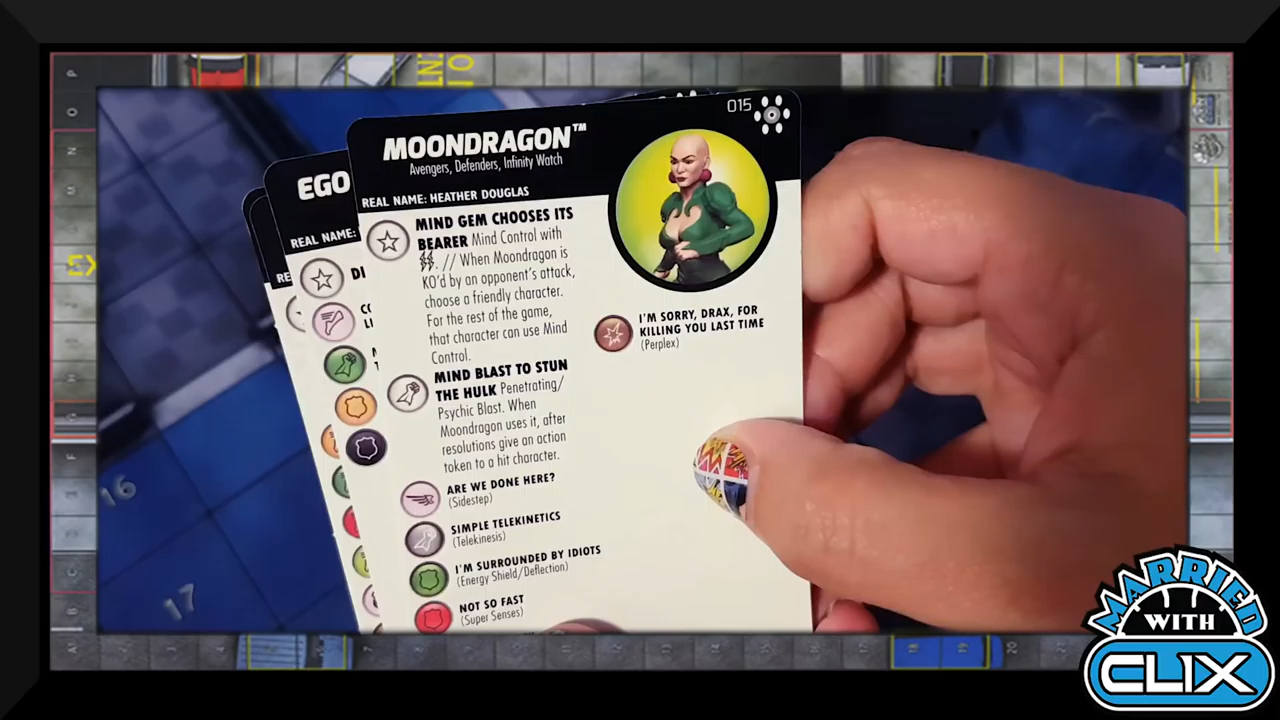 015
MOONDRAGON™
Avengers, Defenders, Infinity Watch
REAL NAME: HEATHER DOUGLAS
MIND GEM CHOOSES ITS
BEARER Mind Control with
. // When Moondragon is
KO'd by an opponent's attack,
choose a friendly character.
For the rest of the game,
that character can use Mind
Control.
MIND BLAST TO STUN
THE HULK Penetrating/
Psychic Blast. When
Moondragon uses it, after
resolutions give an action
token to a hit character.
ARE WE DONE HERE?
(Sidestep)
SIMPLE TELEKINETICS
(Telekinesis)
I'M SURROUNDED BY IDIOTS
(Energy Shield/Deflection)
NOT SO FAST
(Super Senses)
I'M SORRY, DRAX, FOR
KILLING YOU LAST TIME
(Perplex)
EGO
REAL NAME:
16
17
MARRIED
WITH
CLIX